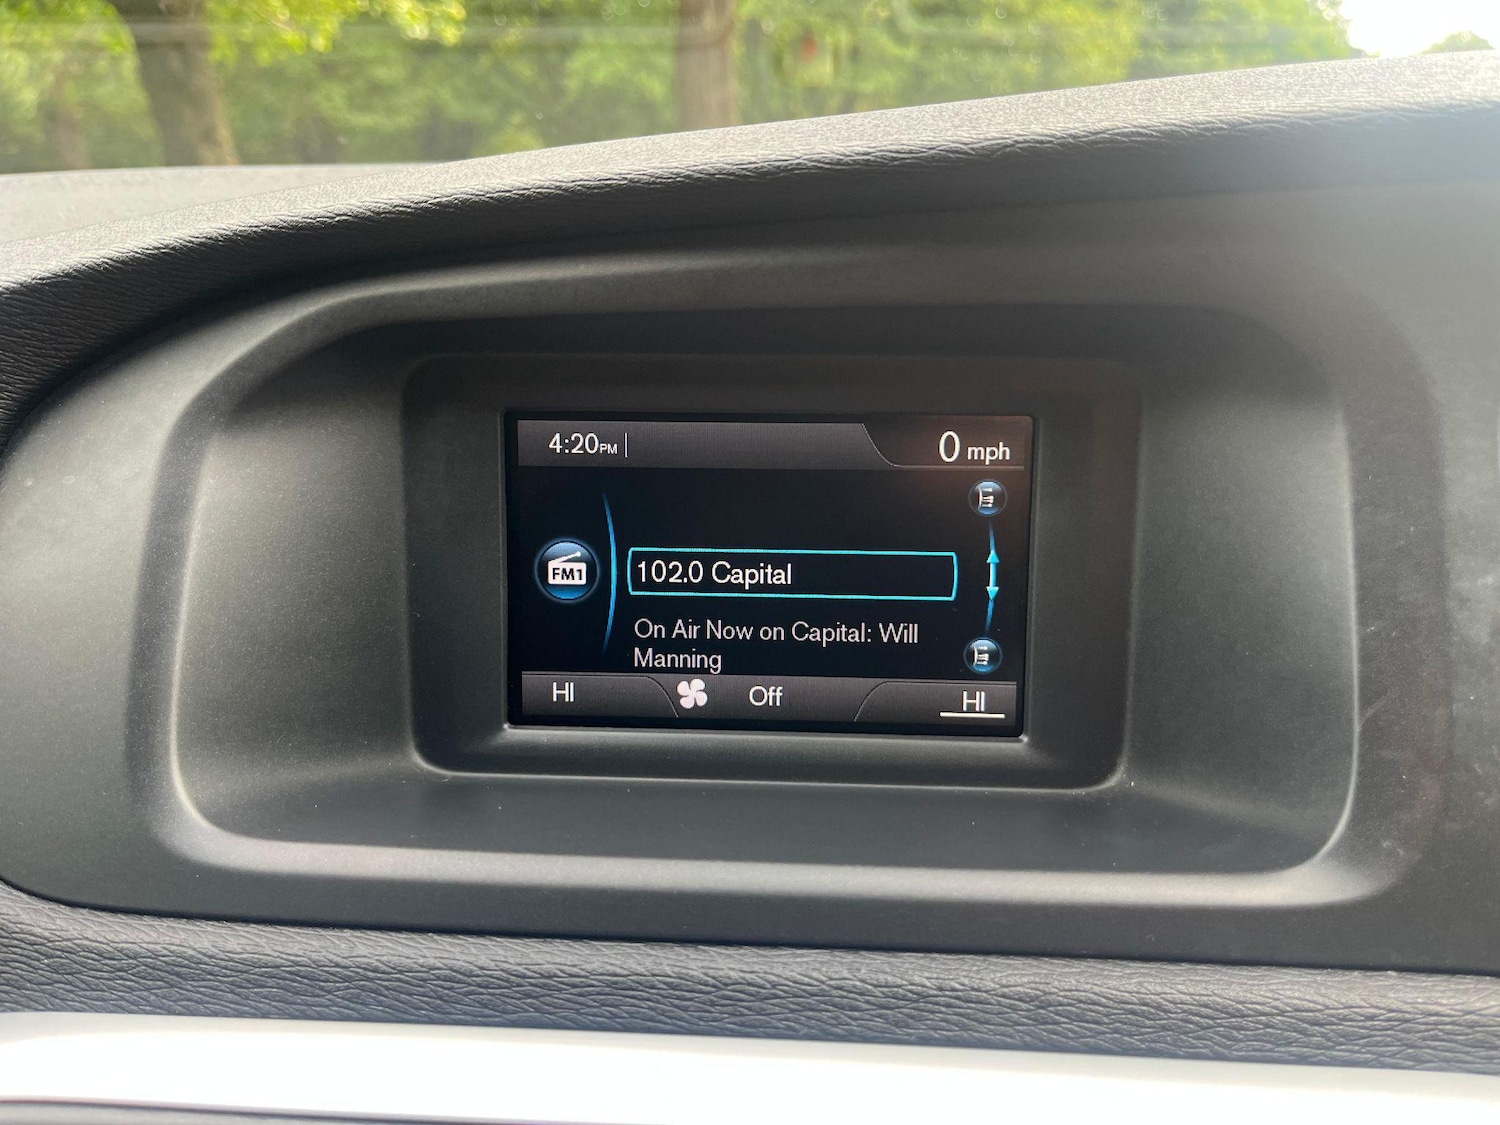 4:20PM
0 mph
FM1
102.0 Capital
On Air Now on Capital: Will
Manning
HI
Off
HI